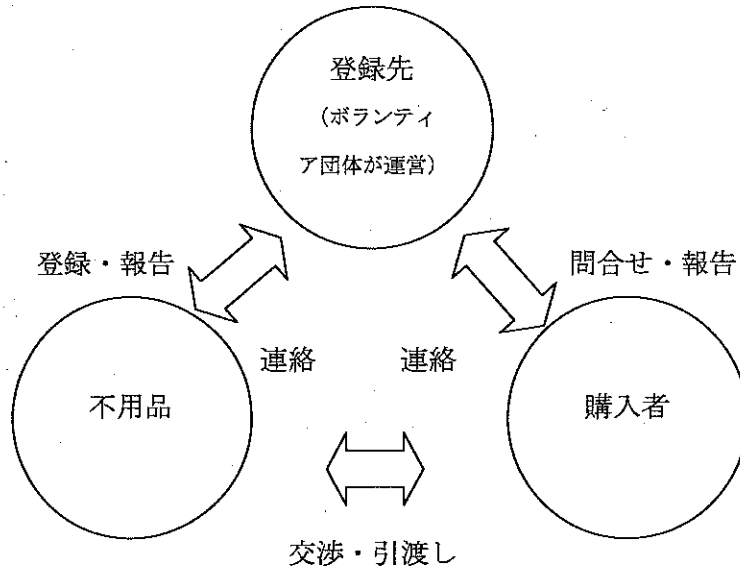 登録先
(ボランティ
ア団体が運営)
登録・報告
問合せ・報告
連絡
連絡
不用品
購入者
交渉・引渡し